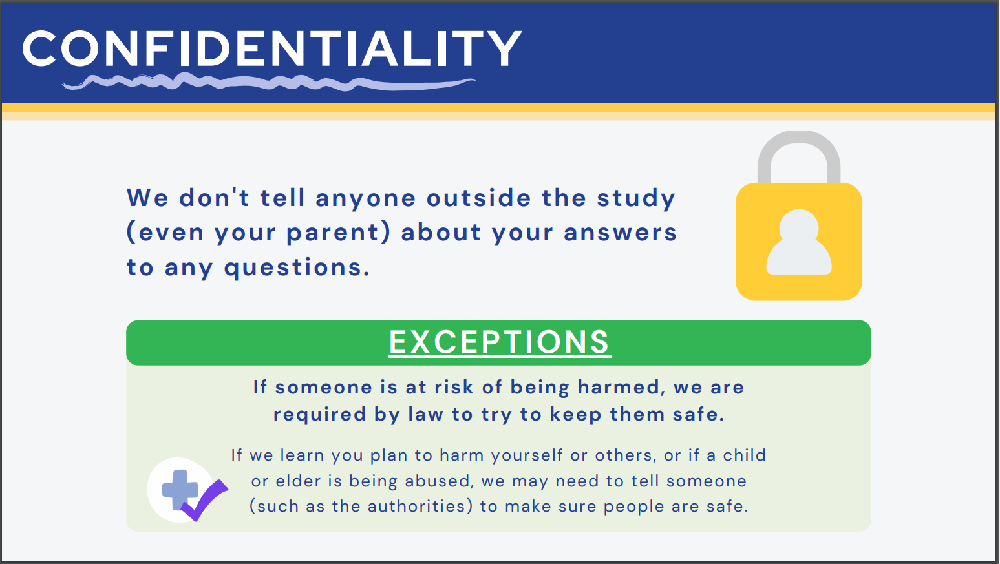 CONFIDENTIALITY
We don't tell anyone outside the study
(even your parent) about your answers
to any questions.
EXCEPTIONS
If someone is at risk of being harmed, we are
required by law to try to keep them safe.
If we learn you plan to harm yourself or others, or if a child
or elder is being abused, we may need to tell someone
(such as the authorities) to make sure people are safe.